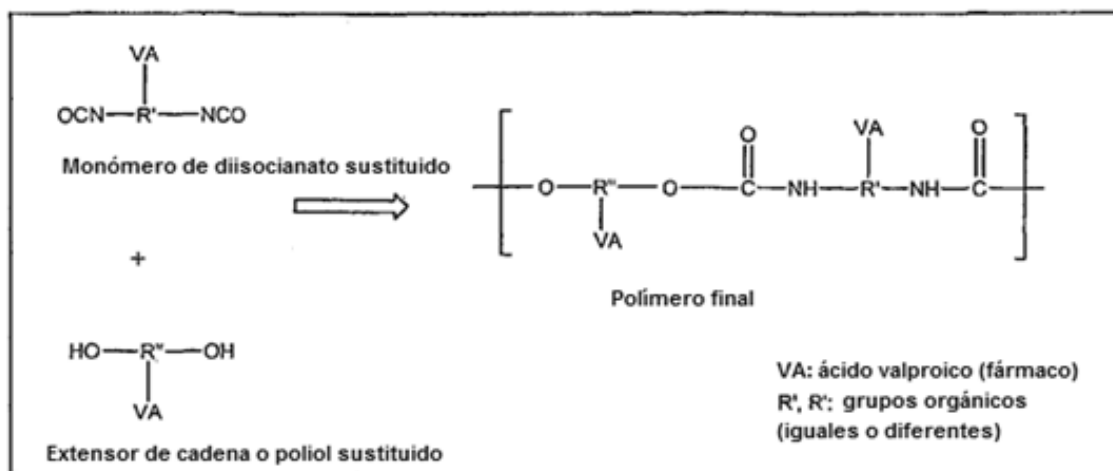 VA
OCN—R'—NCO
Monómero de diisocianato sustituido
+
HO—R"—OH
VA
Extensor de cadena o poliol sustituido
O VA O
O—R"—O—C—NH—R'—NH—C
VA
Polímero final
VA: ácido valproico (fármaco)
R", R': grupos orgánicos
(iguales o diferentes)